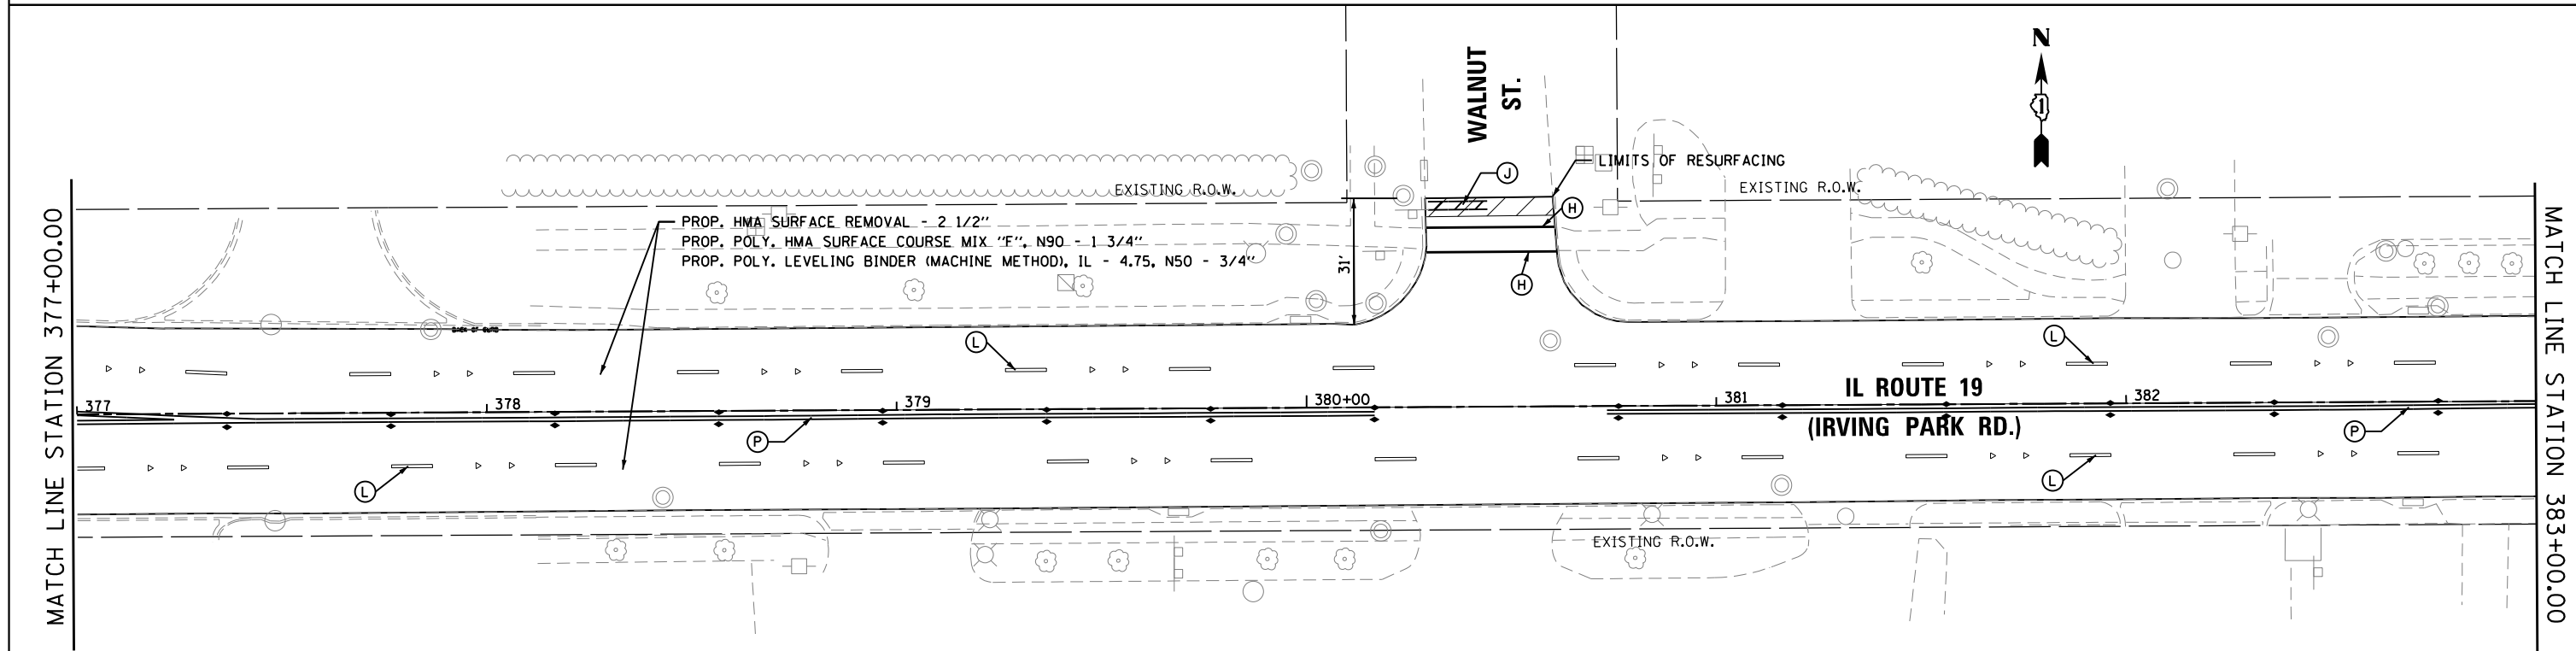 N
1
WALNUT
ST.
J
LIMITS OF RESURFACING
EXISTING R.O.W.
EXISTING R.O.W.
H
PROP. HMA SURFACE REMOVAL - 2 1/2"
PROP. POLY. HMA SURFACE COURSE MIX "F", N90 - 1 3/4"
PROP. POLY. LEVELING BINDER (MACHINE METHOD), IL - 4.75, N50 - 3/4"
31'
H
BACK OF CURB
L
L
377
378
379
380+00
381
382
IL ROUTE 19
(IRVING PARK RD.)
P
P
L
L
EXISTING R.O.W.
MATCH LINE STATION 377+00.00
MATCH LINE STATION 383+00.00